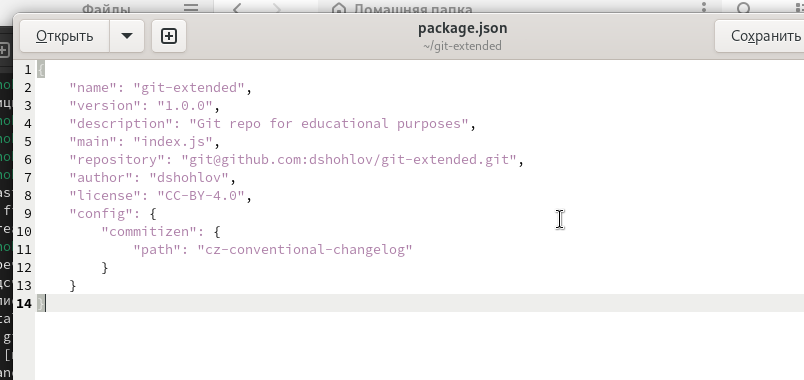 Файлы
Домашняя папка
Открыть
package.json
~/git-extended
Сохранить
1 {
2 "name": "git-extended",
3 "version": "1.0.0",
4 "description": "Git repo for educational purposes",
5 "main": "index.js",
6 "repository": "git@github.com:dshohlov/git-extended.git",
7 "author": "dshohlov",
8 "license": "CC-BY-4.0",
9 "config": {
10 "commitizen": {
11 "path": "cz-conventional-changelog"
12 }
13 }
14 }